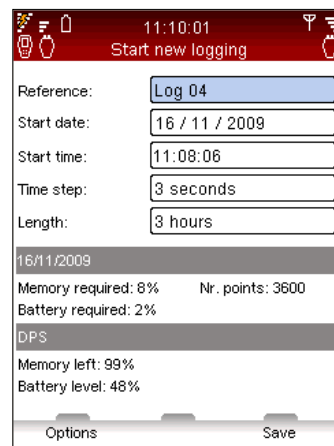 11:10:01
Start new logging
Reference: Log 04
Start date: 16 / 11 / 2009
Start time: 11:08:06
Time step: 3 seconds
Length: 3 hours
16/11/2009
Memory required: 8% Nr. points: 3600
Battery required: 2%
DPS
Memory left: 99%
Battery level: 48%
Options Save